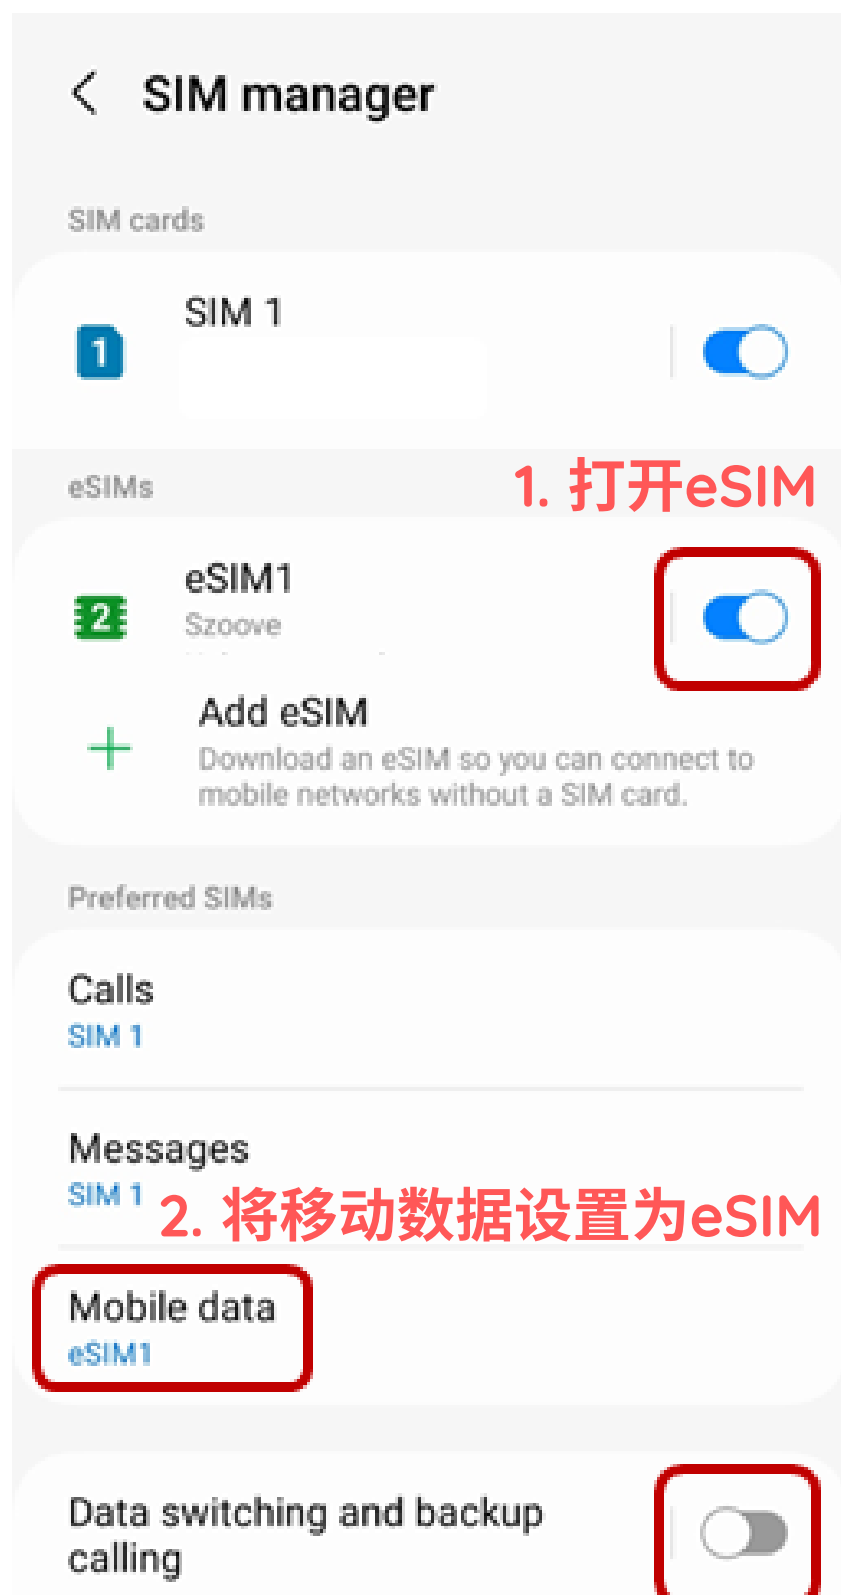 SIM manager
SIM cards
1
SIM 1
eSIMs
1. 打开eSIM
2
eSIM1
Szoove
Add eSIM
Download an eSIM so you can connect to
mobile networks without a SIM card.
Preferred SIMs
Calls
SIM 1
Messages
SIM 1
2. 将移动数据设置为eSIM
Mobile data
eSIM1
Data switching and backup
calling